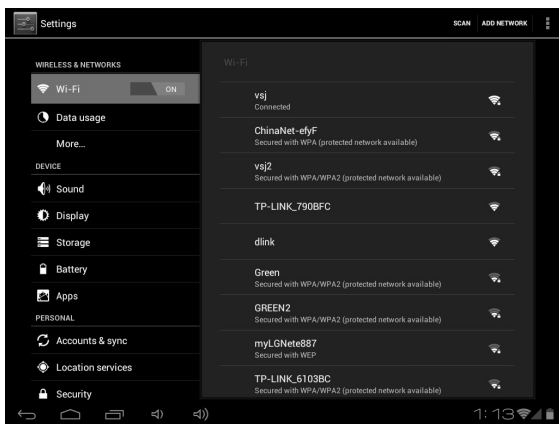 Settings
SCAN ADD NETWORK
WIRELESS & NETWORKS
Wi-Fi ON
Data usage
More...
DEVICE
Sound
Display
Storage
Battery
Apps
PERSONAL
Accounts & sync
Location services
Security
Wi-Fi
vsj
Connected
ChinaNet-efyF
Secured with WPA (protected network available)
vsj2
Secured with WPA/WPA2 (protected network available)
TP-LINK_790BFC
dlink
Green
Secured with WPA/WPA2 (protected network available)
GREEN2
Secured with WPA/WPA2 (protected network available)
myLGNete887
Secured with WEP
TP-LINK_6103BC
Secured with WPA/WPA2 (protected network available)
1:13